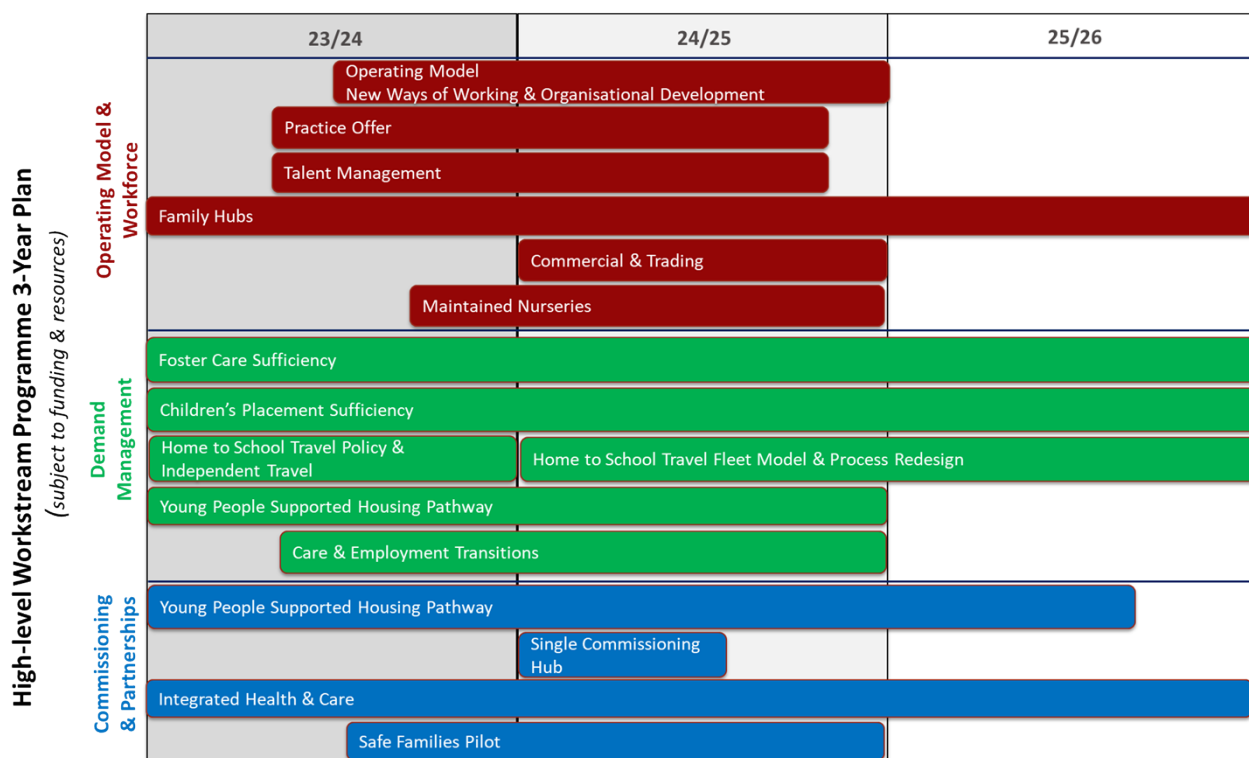 High-level Workstream Programme 3-Year Plan
(subject to funding & resources)
23/24
24/25
25/26
Operating Model &
Workforce
Operating Model
New Ways of Working & Organisational Development
Practice Offer
Talent Management
Family Hubs
Commercial & Trading
Maintained Nurseries
Demand
Management
Foster Care Sufficiency
Children’s Placement Sufficiency
Home to School Travel Policy &
Independent Travel
Home to School Travel Fleet Model & Process Redesign
Young People Supported Housing Pathway
Care & Employment Transitions
Commissioning
& Partnerships
Young People Supported Housing Pathway
Single Commissioning
Hub
Integrated Health & Care
Safe Families Pilot